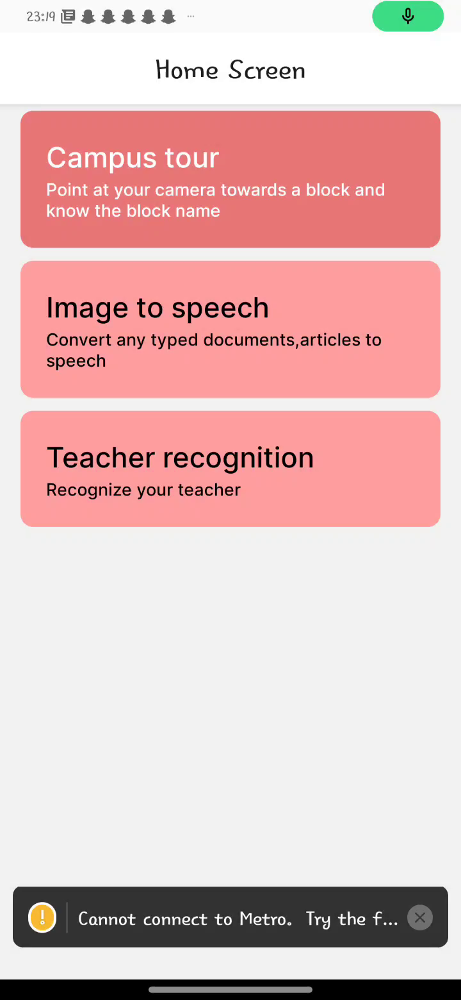 23:19
Home Screen
Campus tour
Point at your camera towards a block and
know the block name
Image to speech
Convert any typed documents,articles to
speech
Teacher recognition
Recognize your teacher
Cannot connect to Metro. Try the f...